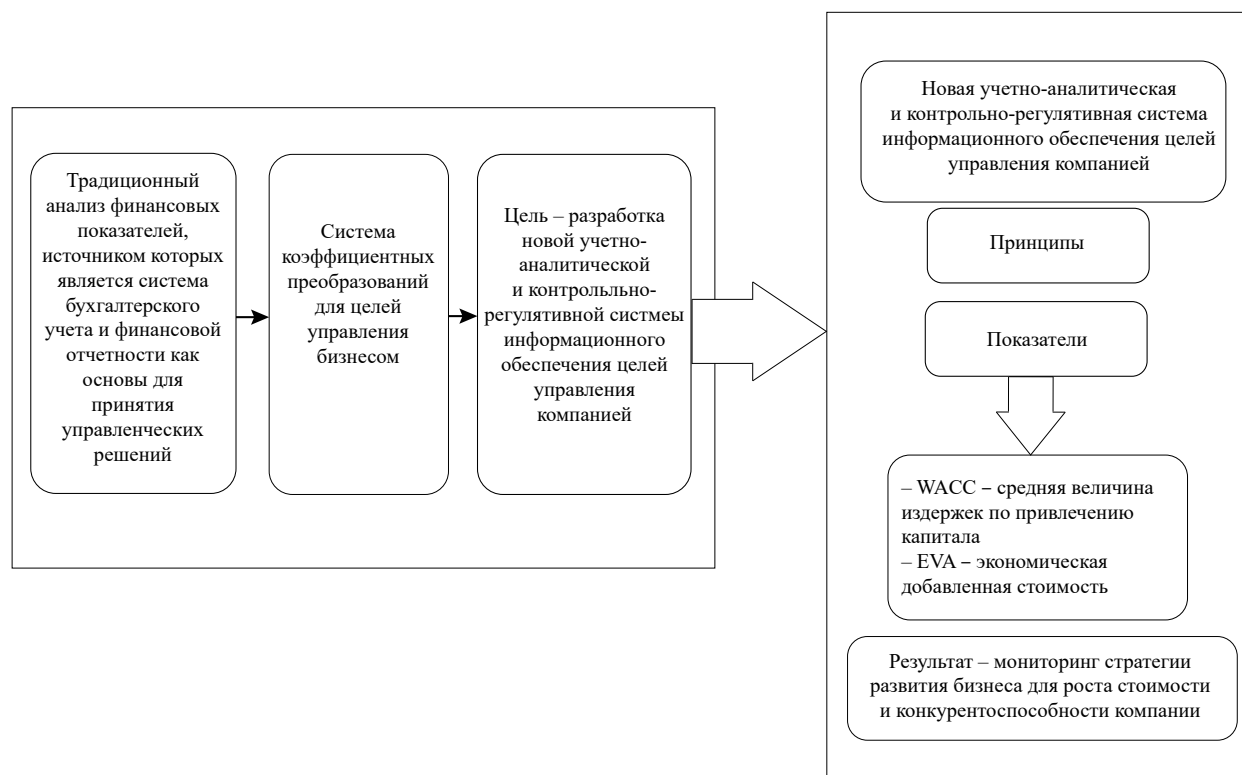 Традиционный
анализ финансовых
показателей,
источником которых
является система
бухгалтерского
учета и финансовой
отчетности как
основы для
принятия
управленческих
решений
Система
коэффициентных
преобразований
для целей
управления
бизнесом
Цель – разработка
новой учетно-
аналитической
и контрольльно-
регулятивной систмеы
информационного
обеспечения целей
управления
компанией
Новая учетно-аналитическая
и контрольно-регулятивная система
информационного обеспечения целей
управления компанией
Принципы
Показатели
– WACC – средняя величина
издержек по привлечению
капитала
– EVA – экономическая
добавленная стоимость
Результат – мониторинг стратегии
развития бизнеса для роста стоимости
и конкурентоспособности компании